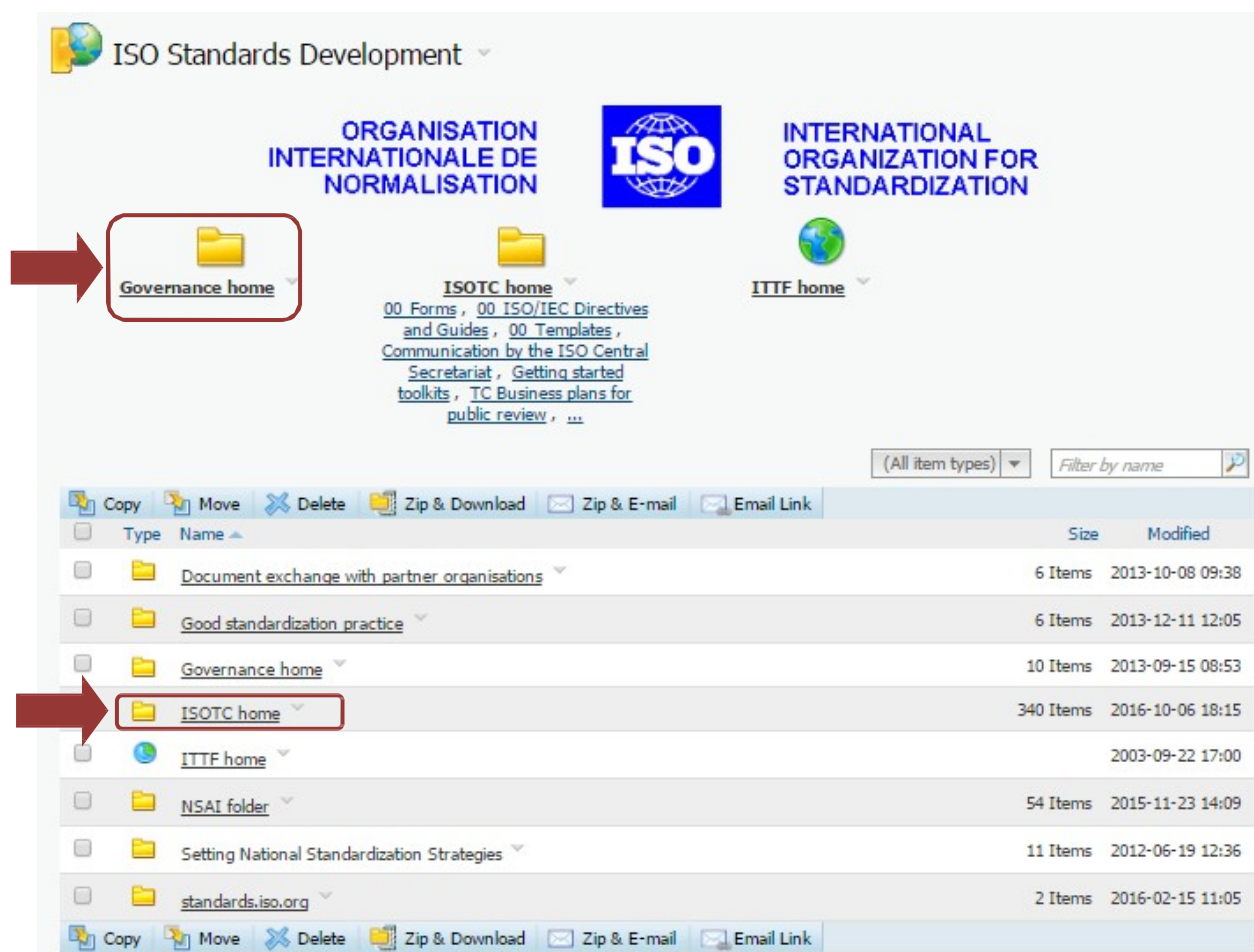 ISO Standards Development
ORGANISATION
INTERNATIONALE DE
NORMALISATION
ISO
INTERNATIONAL
ORGANIZATION FOR
STANDARDIZATION
Governance home
ISOTC home
00 Forms , 00 ISO/IEC Directives
and Guides , 00 Templates ,
Communication by the ISO Central
Secretariat , Getting started
toolkits , TC Business plans for
public review , ...
ITTF home
(All item types) Filter by name
Copy Move Delete Zip & Download Zip & E-mail Email Link
Type Name Size Modified
Document exchange with partner organisations 6 Items 2013-10-08 09:38
Good standardization practice 6 Items 2013-12-11 12:05
Governance home 10 Items 2013-09-15 08:53
ISOTC home 340 Items 2016-10-06 18:15
ITTF home 2003-09-22 17:00
NSAI folder 54 Items 2015-11-23 14:09
Setting National Standardization Strategies 11 Items 2012-06-19 12:36
standards.iso.org 2 Items 2016-02-15 11:05
Copy Move Delete Zip & Download Zip & E-mail Email Link